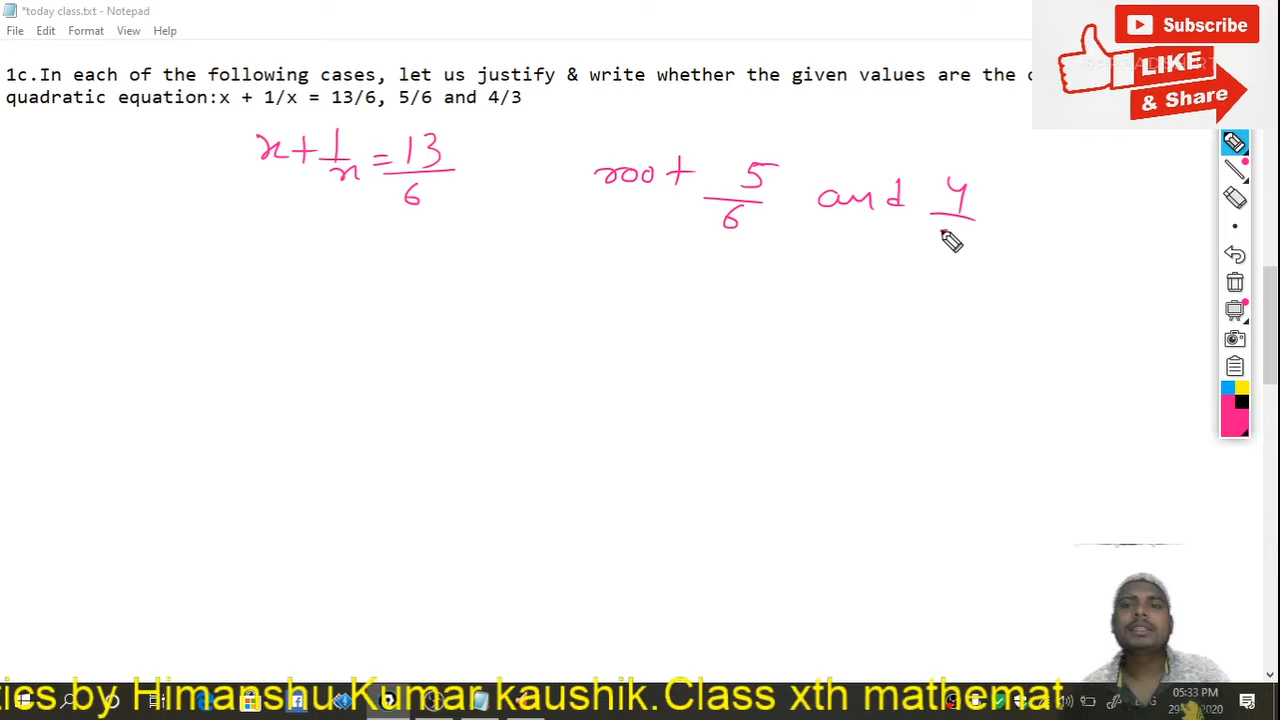 *today class.txt - Notepad
File Edit Format View Help
Subscribe
LIKE
& Share
1c.In each of the following cases, let us justify & write whether the given values are the
quadratic equation:x + 1/x = 13/6, 5/6 and 4/3
x + 1/x = 13/6 root 5/6 and 4
ties by Himanshu Kumar kaushik.Class xth mathemat
ENG
05:33 PM